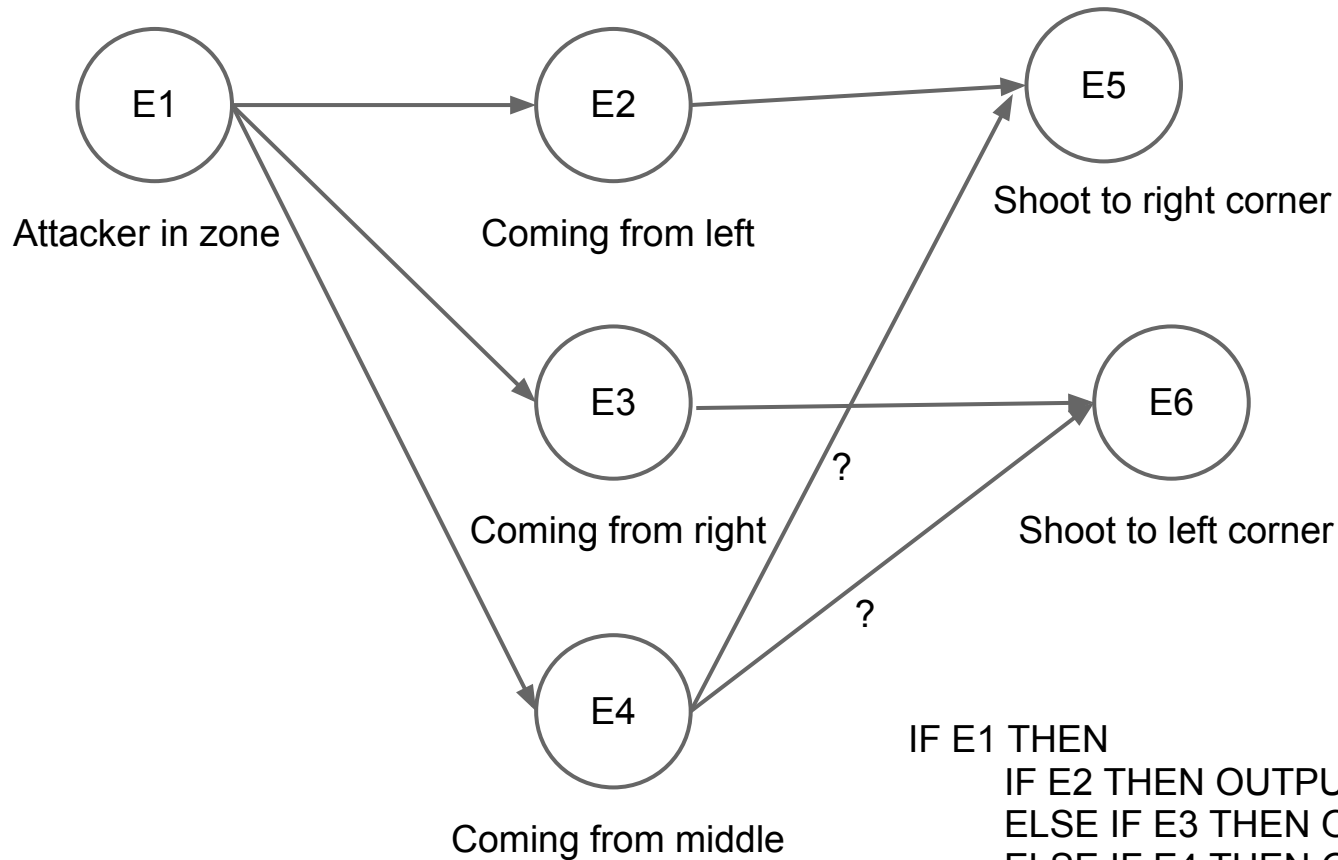 E1
E2
E5
Attacker in zone
Coming from left
Shoot to right corner
E3
E6
?
Coming from right
Shoot to left corner
?
E4
Coming from middle
IF E1 THEN
IF E2 THEN
ELSE IF E3 THEN
ELSE IF E4 THEN